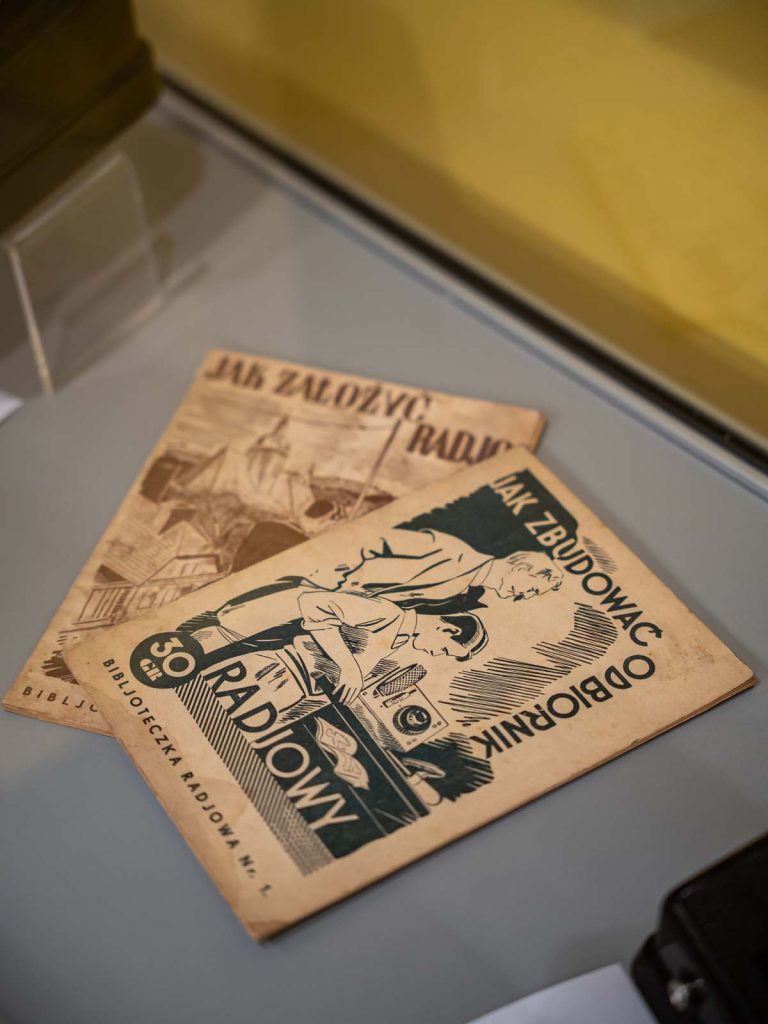 JAK ZAŁOŻYĆ
RADJO
BIBLJO
JAK ZBUDOWAĆ ODBIORNIK
RADJOWY
30
GR
BIBLJOTECZKA RADJOWA Nr. 1.